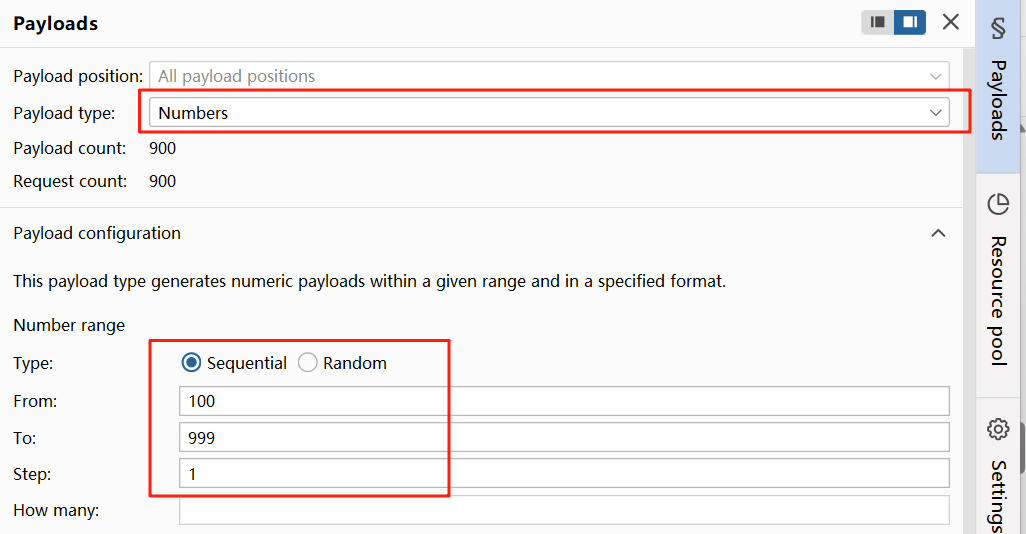 Payloads
Payload position: All payload positions
Payload type: Numbers
Payload count: 900
Request count: 900
Payload configuration
This payload type generates numeric payloads within a given range and in a specified format.
Number range
Type: Sequential Random
From: 100
To: 999
Step: 1
How many:
Payloads
Resource pool
Settings